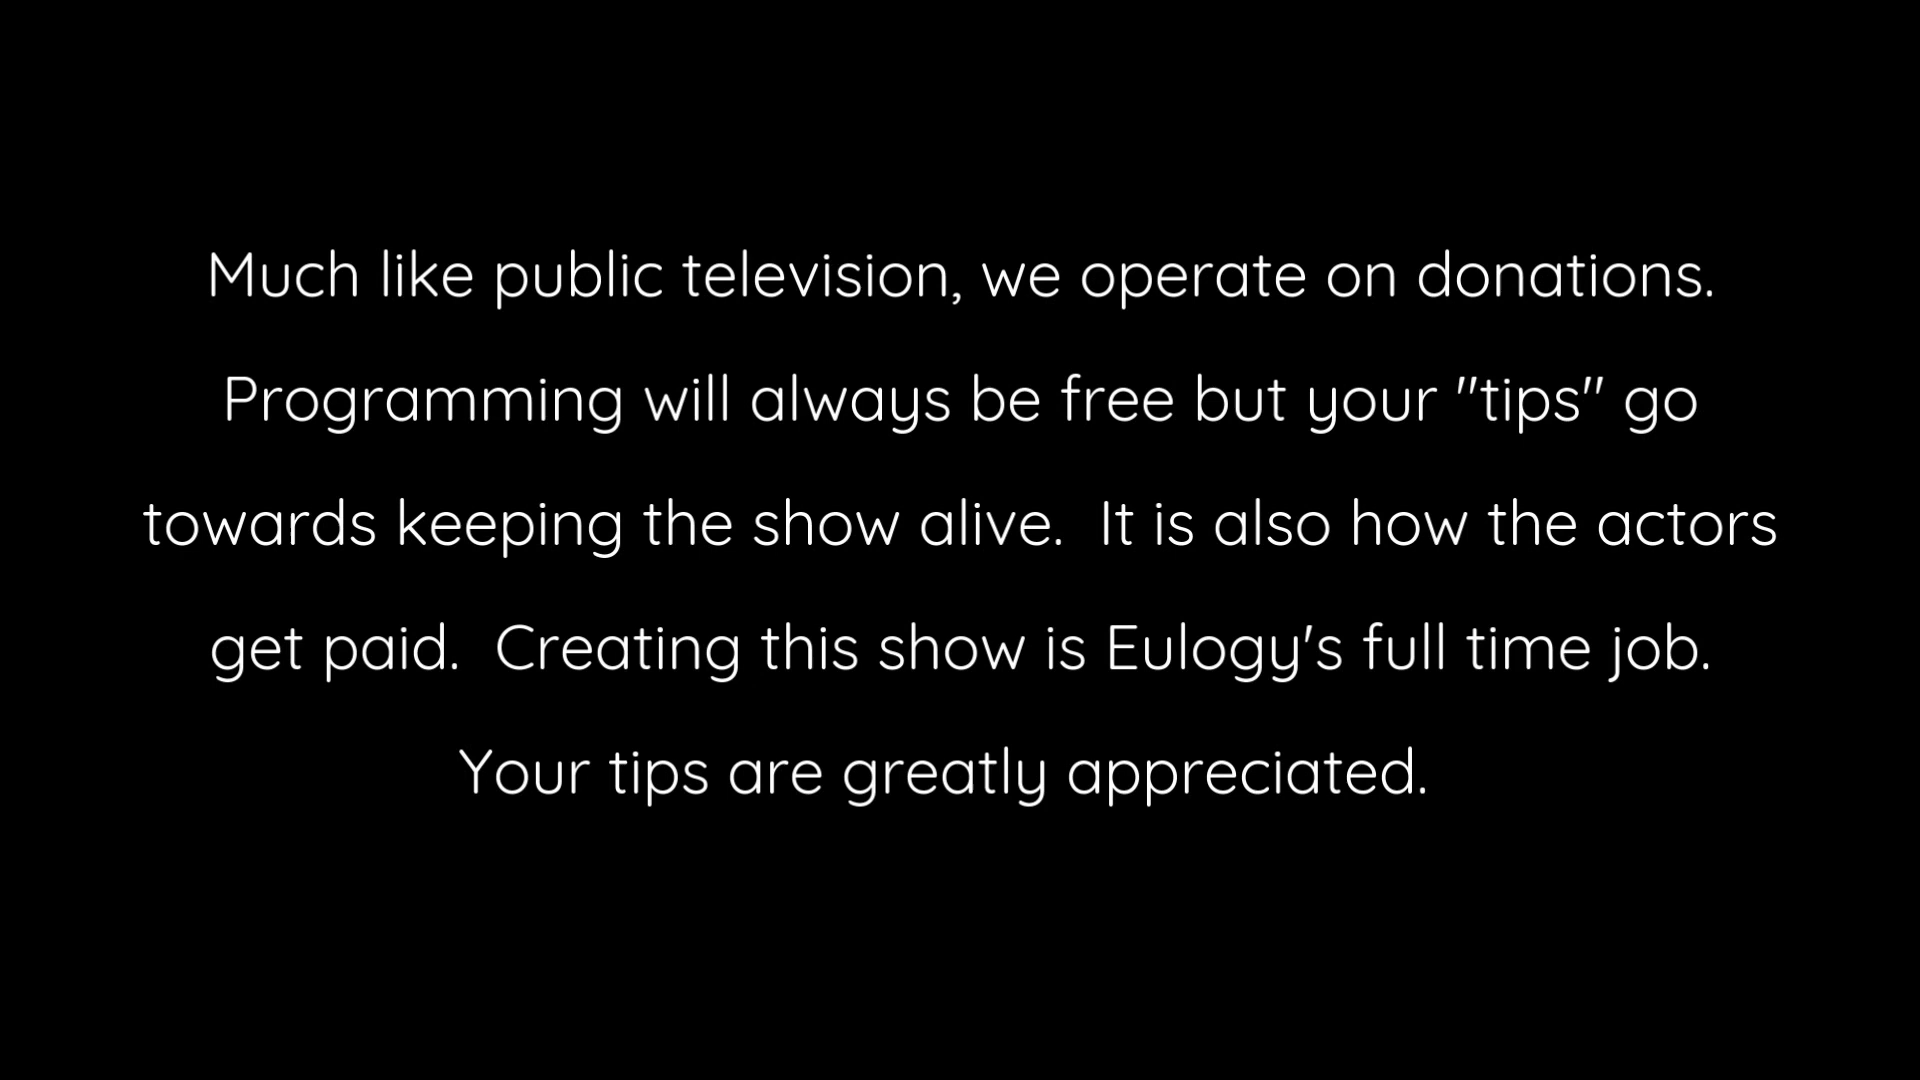 Much like public television, we operate on donations.
Programming will always be free but your "tips" go
towards keeping the show alive.  It is also how the actors
get paid.  Creating this show is Eulogy's full time job.
Your tips are greatly appreciated.